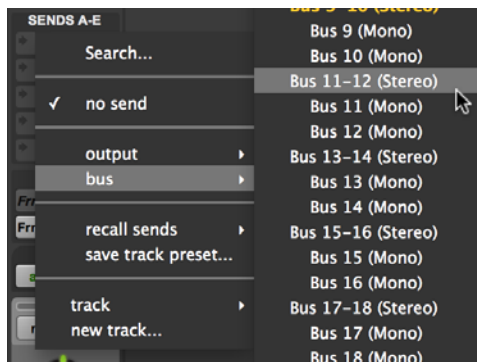 SENDS A-E
Search...
✓ no send
output
bus
recall sends
save track preset...
track
new track...
Bus 9 (Mono)
Bus 10 (Mono)
Bus 11-12 (Stereo)
Bus 11 (Mono)
Bus 12 (Mono)
Bus 13-14 (Stereo)
Bus 13 (Mono)
Bus 14 (Mono)
Bus 15-16 (Stereo)
Bus 15 (Mono)
Bus 16 (Mono)
Bus 17-18 (Stereo)
Bus 17 (Mono)
Bus 18 (Mono)